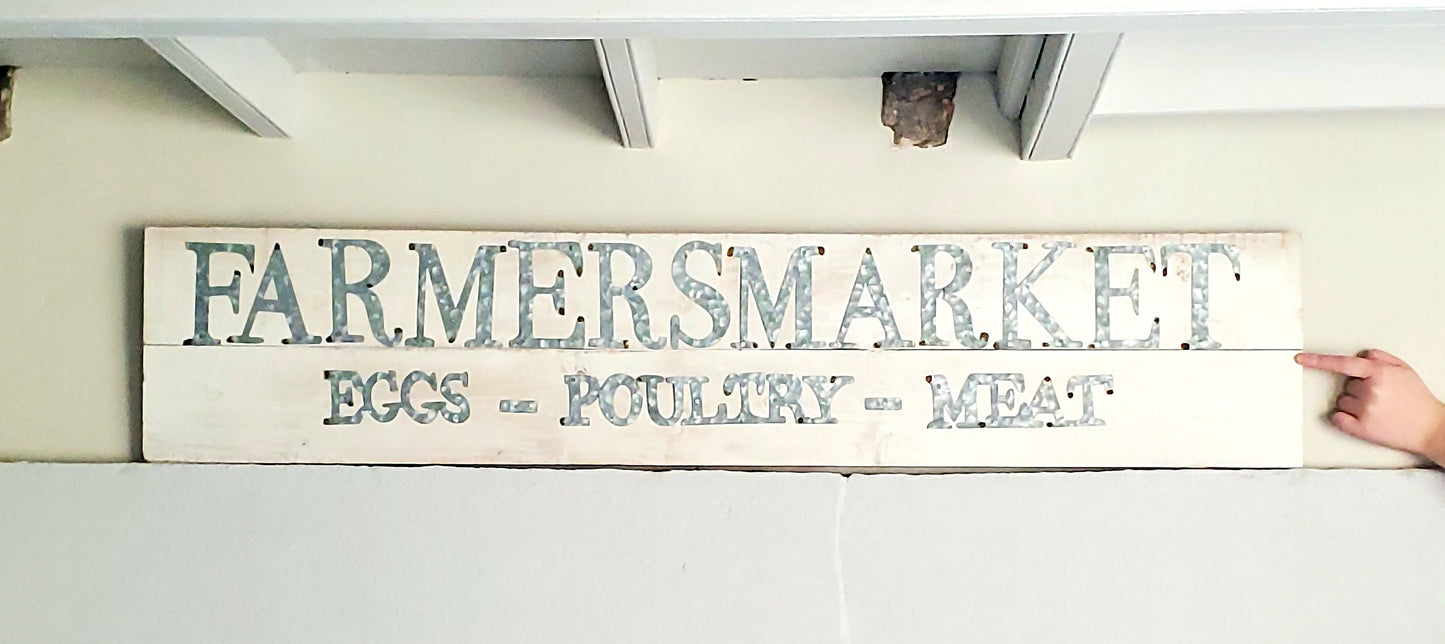 FARMERSMARKET
EGGS - POULTRY - MEAT